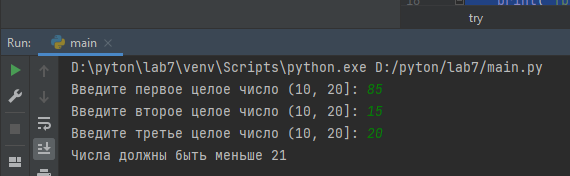 try
Run: main
D:\pyton\lab7\venv\Scripts\python.exe D:/pyton/lab7/main.py
Введите первое целое число (10, 20]: 85
Введите второе целое число (10, 20]: 15
Введите третье целое число (10, 20]: 20
Числа должны быть меньше 21